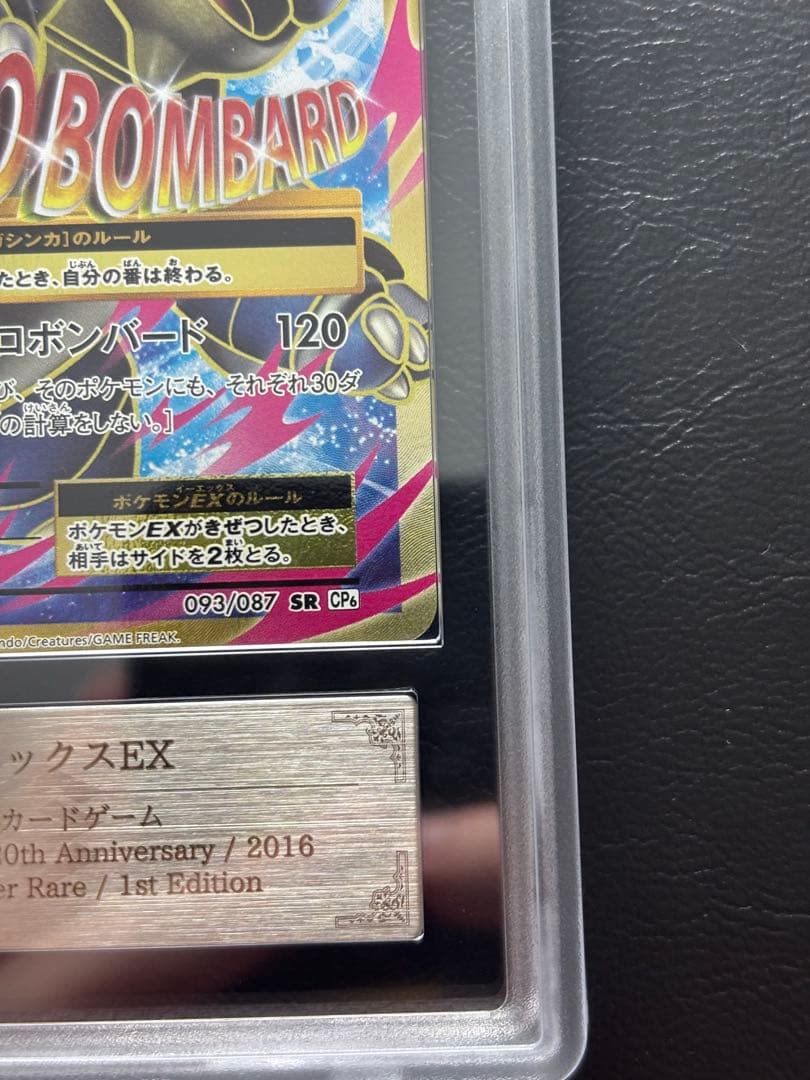 O BOMBARD
ガシンカ]のルール
たとき、自分の番は終わる。
ロボンバード 120
び、そのポケモンにも、それぞれ30ダ
の計算をしない。]
ポケモンEXのルール
ポケモンEXがきぜつしたとき、
相手はサイドを2枚とる。
093/087 SR CP6
ndo/Creatures/GAME FREAK.
ックスEX
カードゲーム
20th Anniversary / 2016
er Rare / 1st Edition